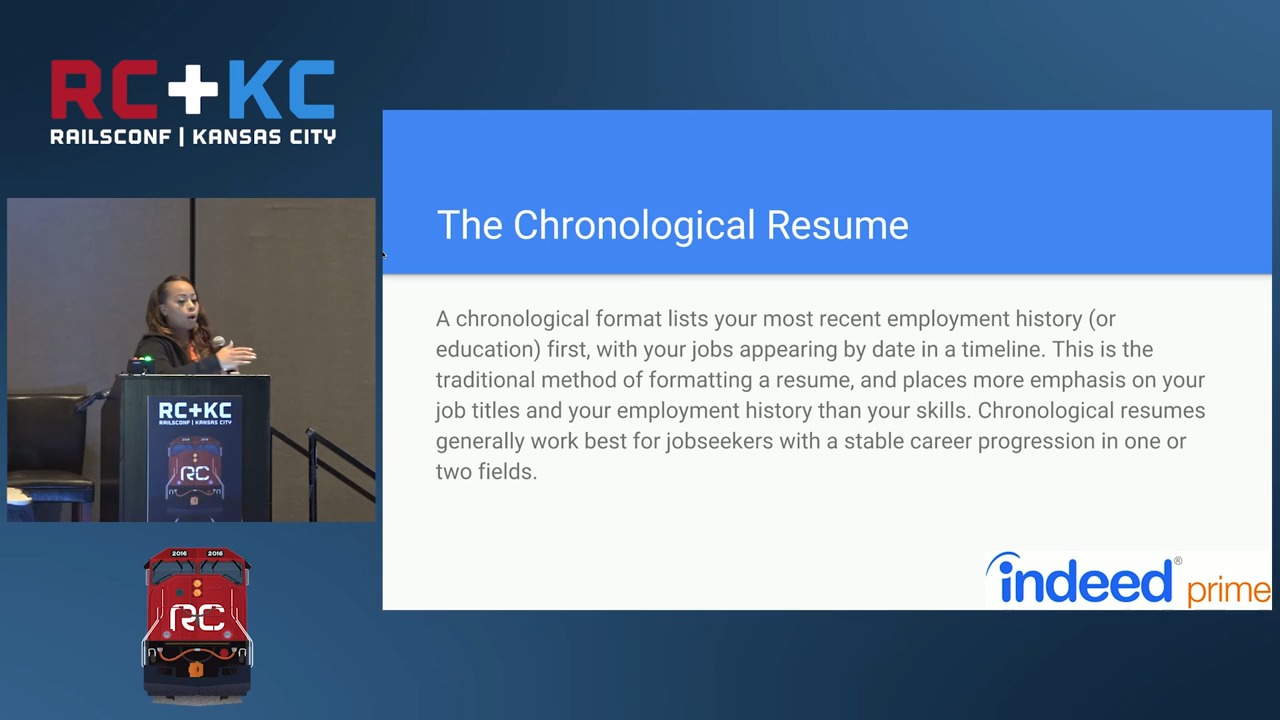 RC+KC
RAILSCONF | KANSAS CITY
The Chronological Resume
A chronological format lists your most recent employment history (or
education) first, with your jobs appearing by date in a timeline. This is the
traditional method of formatting a resume, and places more emphasis on your
job titles and your employment history than your skills. Chronological resumes
generally work best for jobseekers with a stable career progression in one or
two fields.
indeed® prime
RC+KC
RAILSCONF | KANSAS CITY
RC
2016 2016
RC